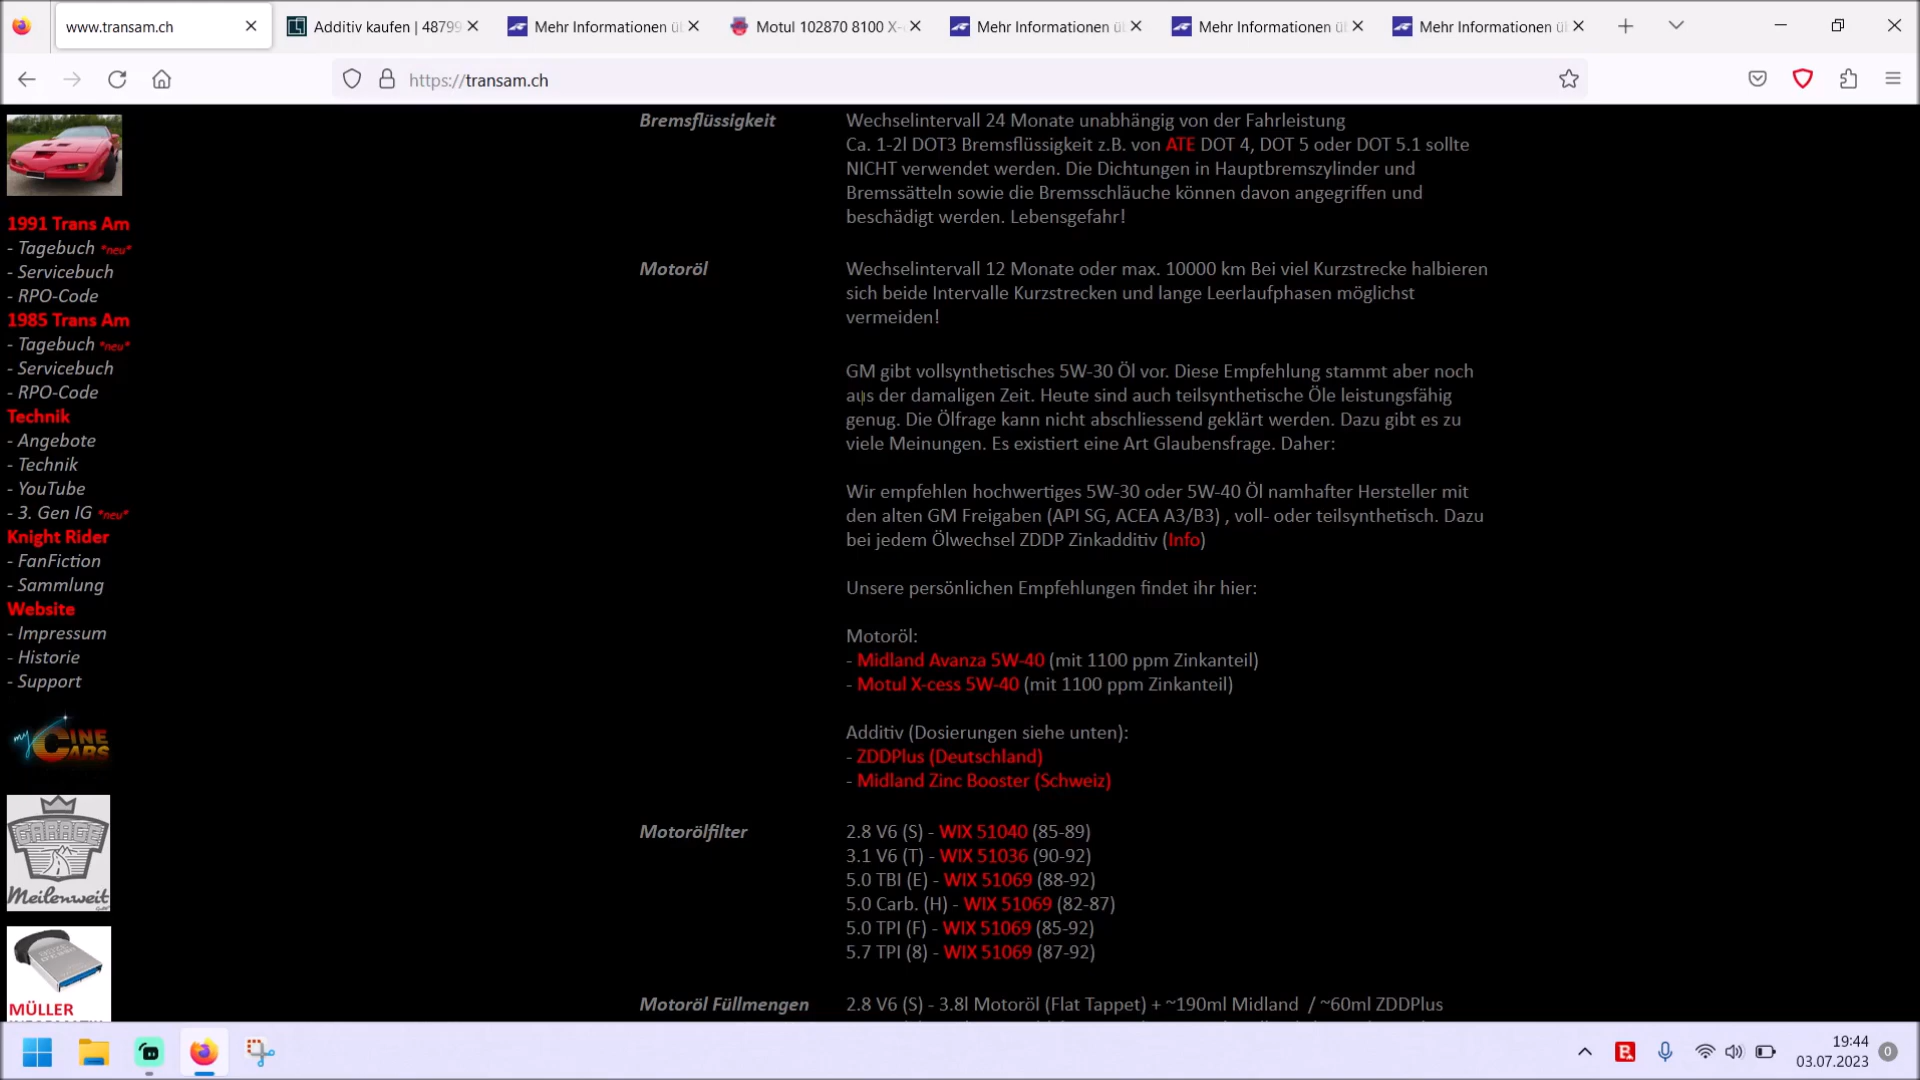 www.transam.ch
Additiv kaufen | 48799
Mehr Informationen ü
Motul 102870 8100 X-
Mehr Informationen ü
Mehr Informationen ü
Mehr Informationen ü
https://transam.ch
1991 Trans Am
- Tagebuch *neu*
- Servicebuch
- RPO-Code
1985 Trans Am
- Tagebuch *neu*
- Servicebuch
- RPO-Code
Technik
- Angebote
- Technik
- YouTube
- 3. Gen IG *neu*
Knight Rider
- FanFiction
- Sammlung
Website
- Impressum
- Historie
- Support
my CINE
CARS
GARAGE
Meilenweit
MÜLLER
Bremsflüssigkeit
Wechselintervall 24 Monate unabhängig von der Fahrleistung
Ca. 1-2l DOT3 Bremsflüssigkeit z.B. von ATE DOT 4, DOT 5 oder DOT 5.1 sollte
NICHT verwendet werden. Die Dichtungen in Hauptbremszylinder und
Bremssätteln sowie die Bremsschläuche können davon angegriffen und
beschädigt werden. Lebensgefahr!
Motoröl
Wechselintervall 12 Monate oder max. 10000 km Bei viel Kurzstrecke halbieren
sich beide Intervalle Kurzstrecken und lange Leerlaufphasen möglichst
vermeiden!
GM gibt vollsynthetisches 5W-30 Öl vor. Diese Empfehlung stammt aber noch
aus der damaligen Zeit. Heute sind auch teilsynthetische Öle leistungsfähig
genug. Die Ölfrage kann nicht abschliessend geklärt werden. Dazu gibt es zu
viele Meinungen. Es existiert eine Art Glaubensfrage. Daher:
Wir empfehlen hochwertiges 5W-30 oder 5W-40 Öl namhafter Hersteller mit
den alten GM Freigaben (API SG, ACEA A3/B3) , voll- oder teilsynthetisch. Dazu
bei jedem Ölwechsel ZDDP Zinkadditiv (Info)
Unsere persönlichen Empfehlungen findet ihr hier:
Motoröl:
- Midland Avanza 5W-40 (mit 1100 ppm Zinkanteil)
- Motul X-cess 5W-40 (mit 1100 ppm Zinkanteil)
Additiv (Dosierungen siehe unten):
- ZDDPlus (Deutschland)
- Midland Zinc Booster (Schweiz)
Motorölfilter
2.8 V6 (S) - WIX 51040 (85-89)
3.1 V6 (T) - WIX 51036 (90-92)
5.0 TBI (E) - WIX 51069 (88-92)
5.0 Carb. (H) - WIX 51069 (82-87)
5.0 TPI (F) - WIX 51069 (85-92)
5.7 TPI (8) - WIX 51069 (87-92)
Motoröl Füllmengen
2.8 V6 (S) - 3.8l Motoröl (Flat Tappet) + ~190ml Midland / ~60ml ZDDPlus
19:44
03.07.2023
0